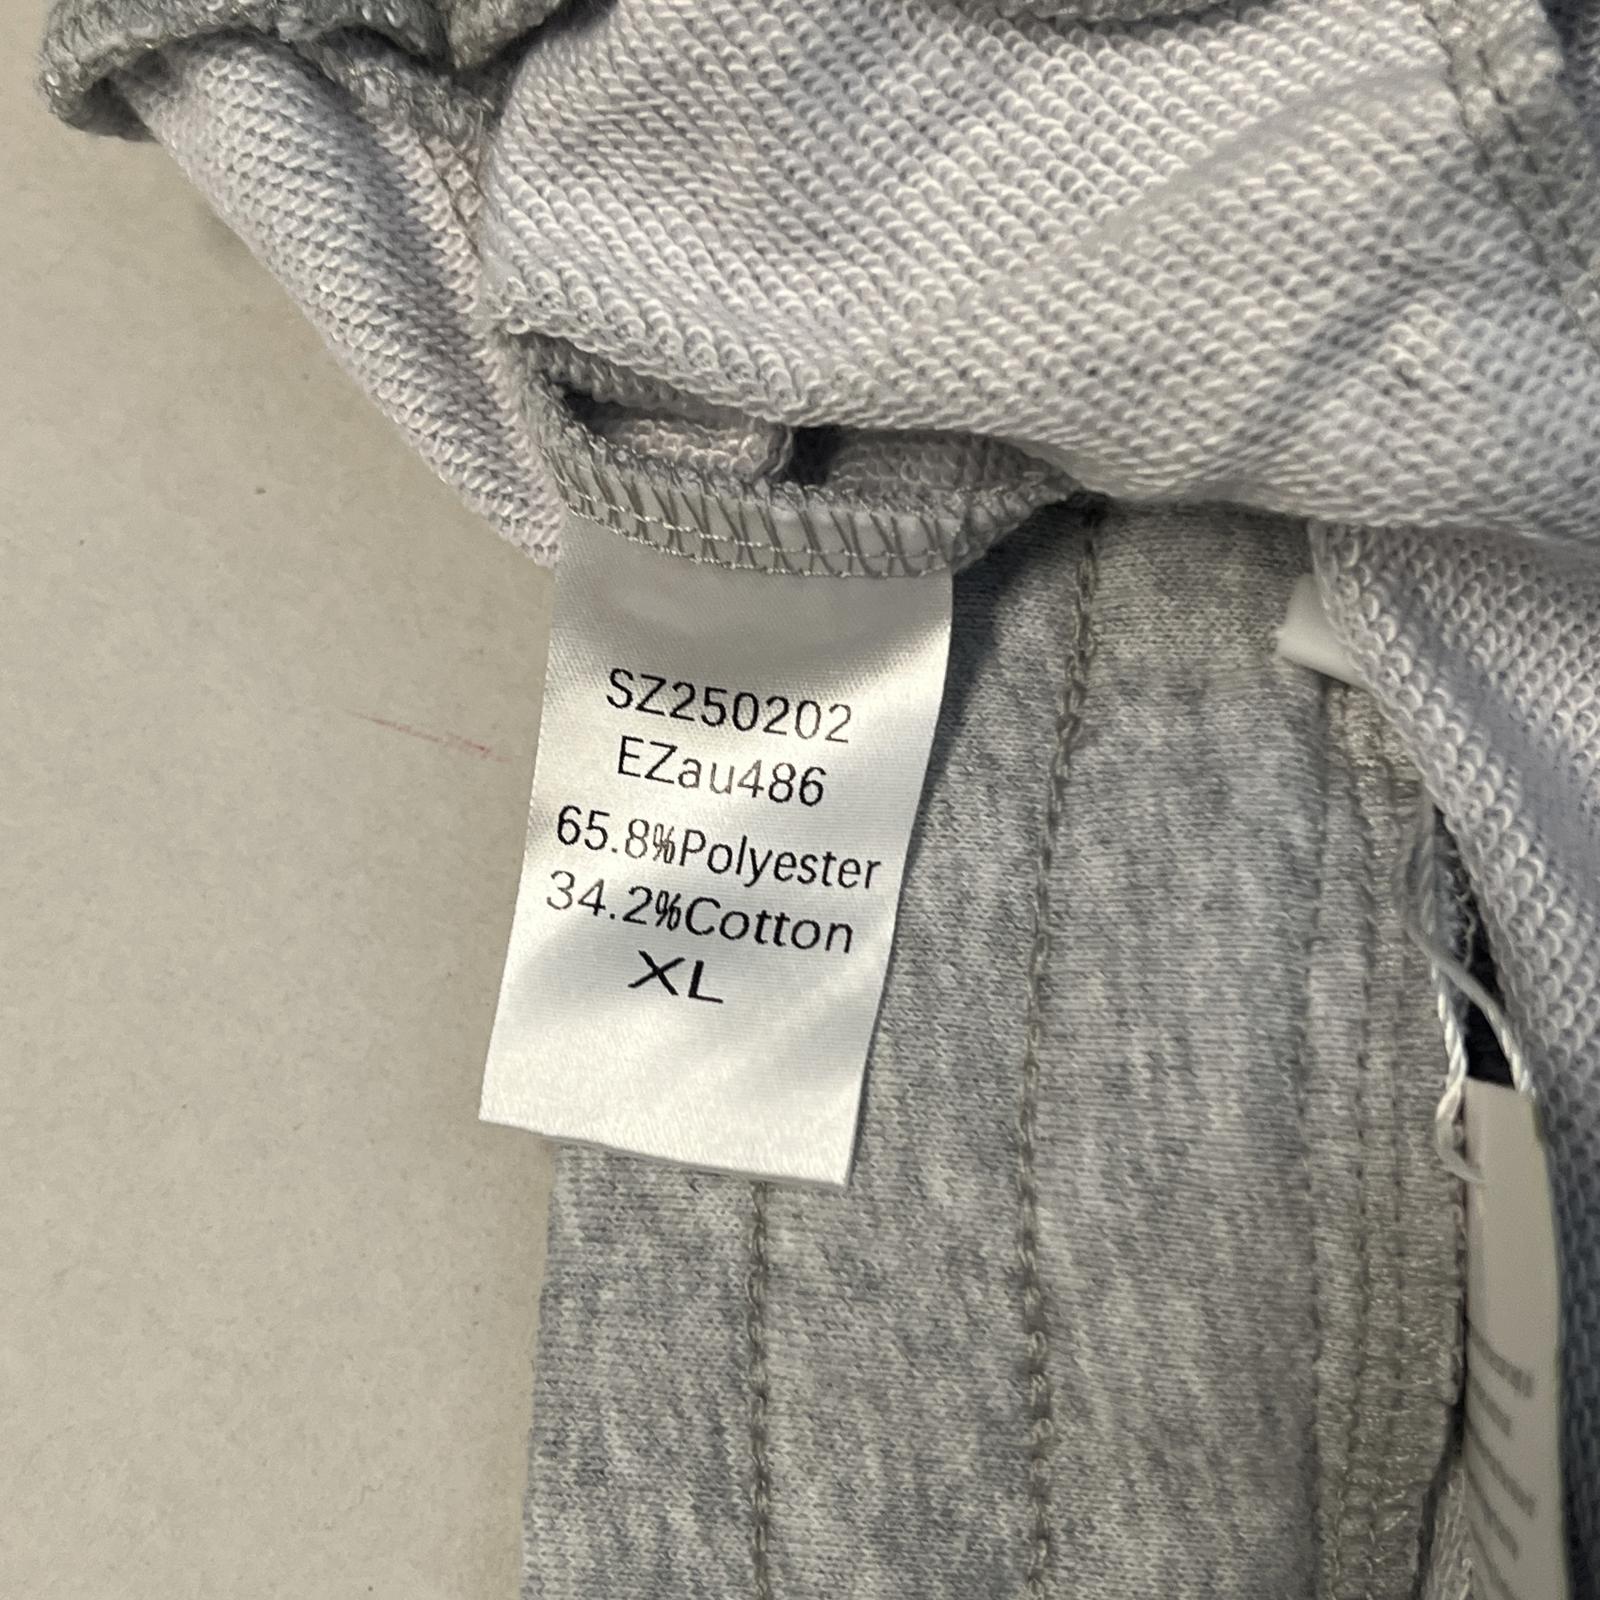 SZ250202
EZau486
65.8%Polyester
34.2%Cotton
XL